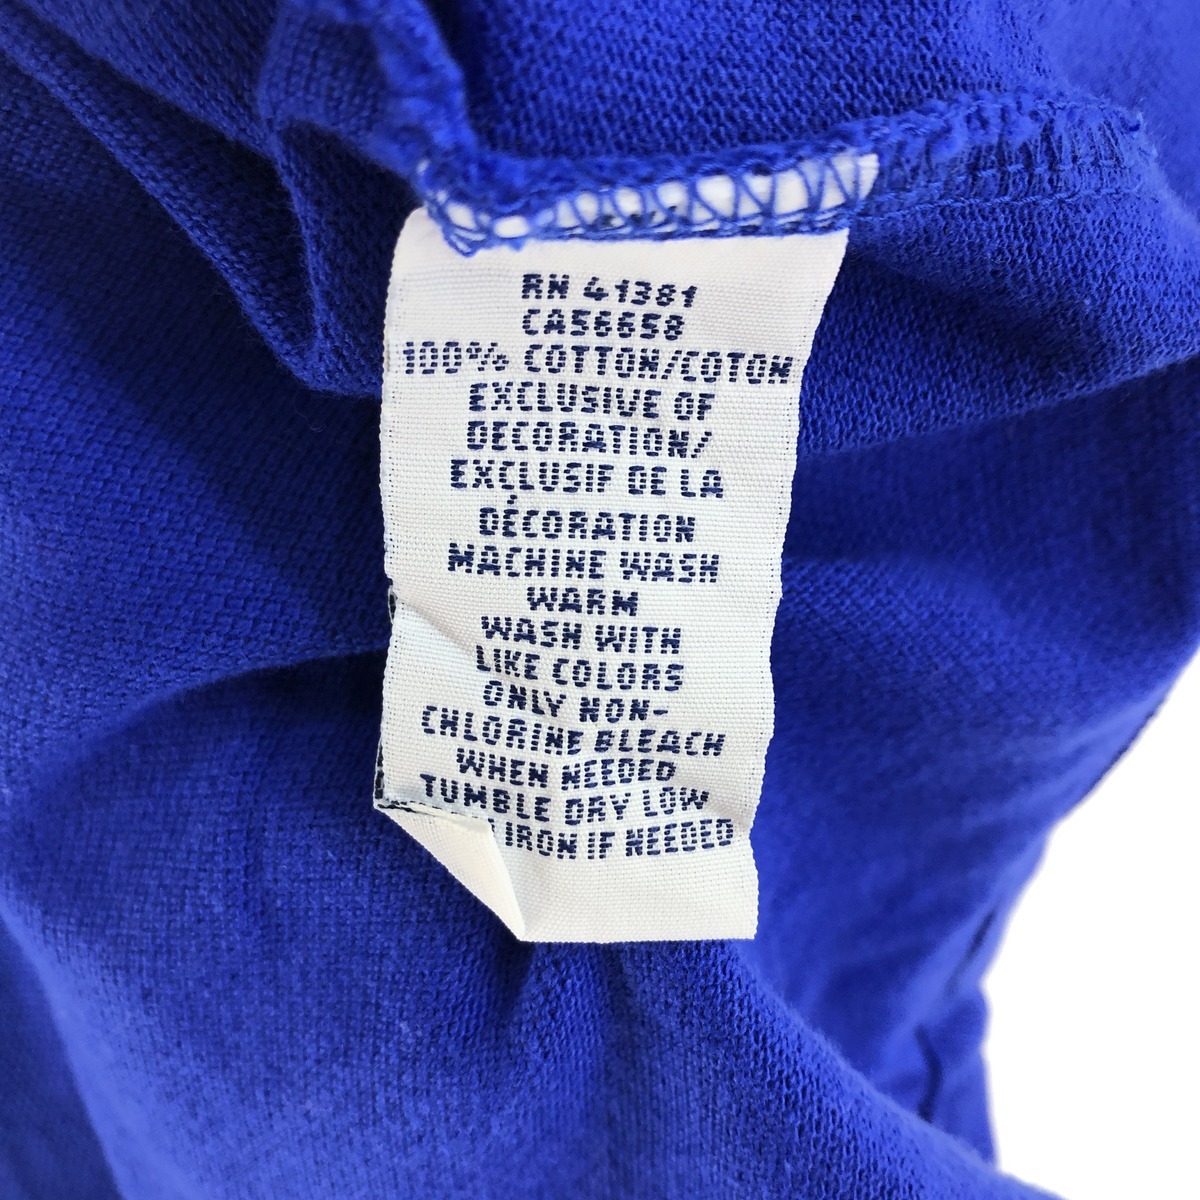 RN 41381
CA56658
100% COTTON/COTON
EXCLUSIVE OF
DECORATION/
EXCLUSIF DE LA
DÉCORATION
MACHINE WASH
WARM
WASH WITH
LIKE COLORS
ONLY NON-
CHLORINE BLEACH
WHEN NEEDED
TUMBLE DRY LOW
IRON IF NEEDED